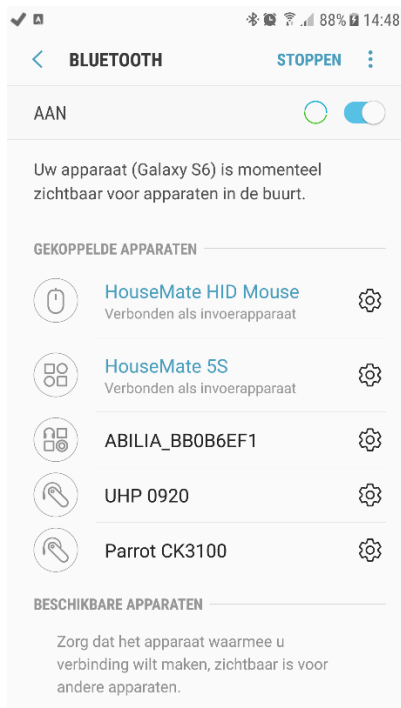 88% 14:48
BLUETOOTH STOPPEN
AAN
Uw apparaat (Galaxy S6) is momenteel
zichtbaar voor apparaten in de buurt.
GEKOPPELDE APPARATEN
HouseMate HID Mouse
Verbonden als invoerapparaat
HouseMate 5S
Verbonden als invoerapparaat
ABILIA_BB0B6EF1
UHP 0920
Parrot CK3100
BESCHIKBARE APPARATEN
Zorg dat het apparaat waarmee u
verbinding wilt maken, zichtbaar is voor
andere apparaten.